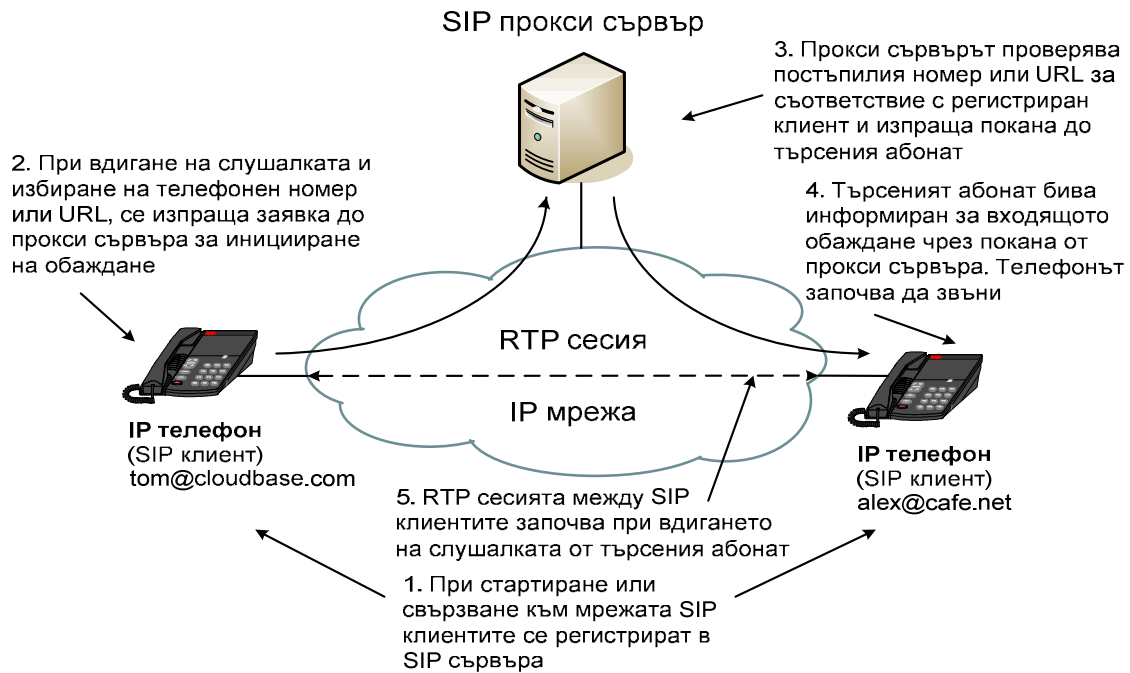 SIP прокси сървър
3. Прокси сървърът проверява
постъпилия номер или URL за
съответствие с регистриран
клиент и изпраща покана до
търсения абонат
2. При вдигане на слушалката и
избиране на телефонен номер
или URL, се изпраща заявка до
прокси сървъра за иницииране
на обаждане
4. Търсеният абонат бива
информиран за входящото
обаждане чрез покана от
прокси сървъра. Телефонът
започва да звъни
RTP сесия
IP мрежа
IP телефон
(SIP клиент)
tom@cloudbase.com
IP телефон
(SIP клиент)
alex@cafe.net
5. RTP сесията между SIP
клиентите започва при вдигането
на слушалката от търсения абонат
1. При стартиране или
свързване към мрежата SIP
клиентите се регистрират в
SIP сървъра